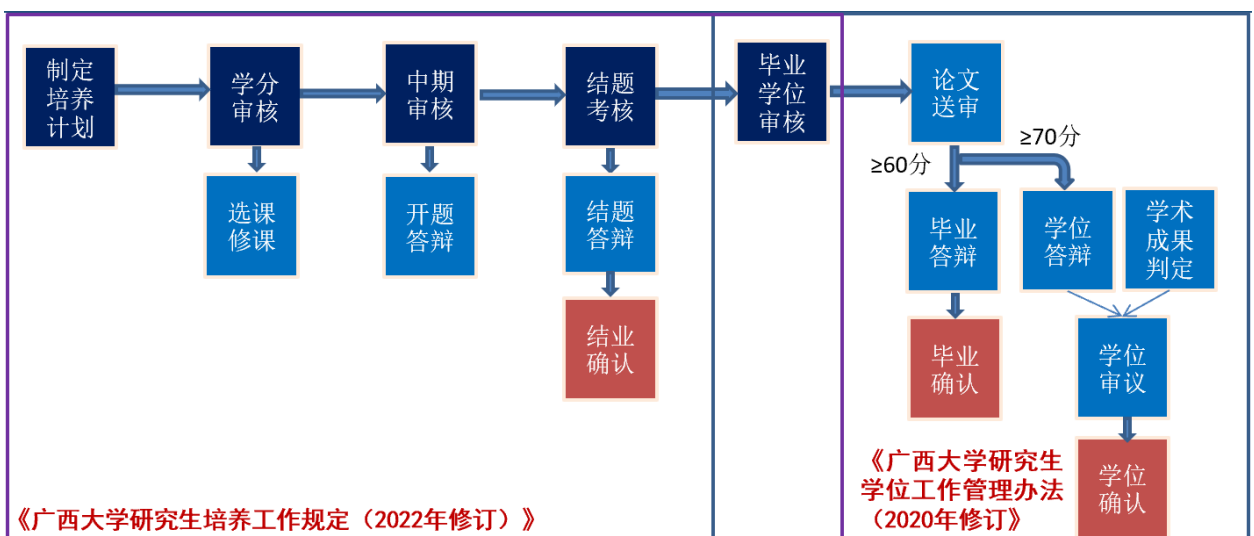 制定
培养
计划
学分
审核
中期
审核
结题
考核
毕业
学位
审核
论文
送审
≥60分
≥70分
选课
修课
开题
答辩
结题
答辩
毕业
答辩
学位
答辩
学术
成果
判定
结业
确认
毕业
确认
学位
审议
学位
确认
《广西大学研究生培养工作规定（2022年修订）》
《广西大学研究生
学位工作管理办法
（2020年修订》